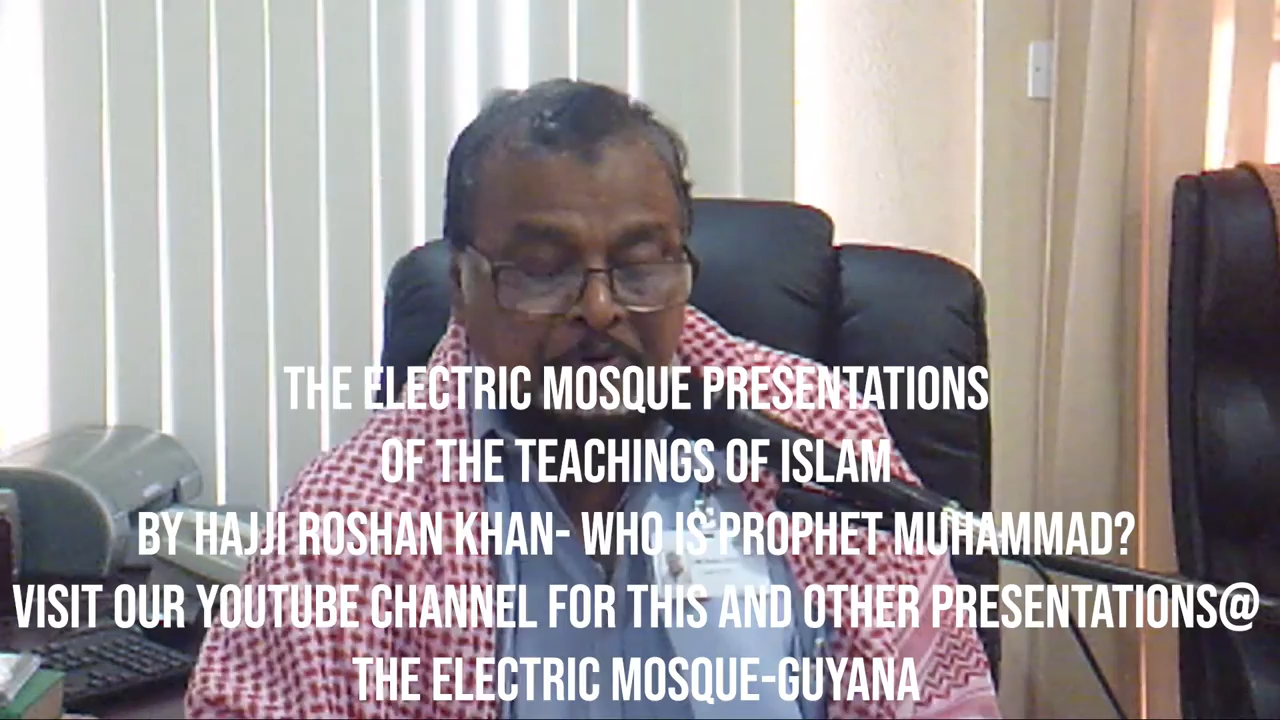 THE ELECTRIC MOSQUE PRESENTATIONS
OF THE TEACHINGS OF ISLAM
BY HAJJI ROSHAN KHAN- WHO IS PROPHET MUHAMMAD?
VISIT OUR YOUTUBE CHANNEL FOR THIS AND OTHER PRESENTATIONS@
THE ELECTRIC MOSQUE-GUYANA